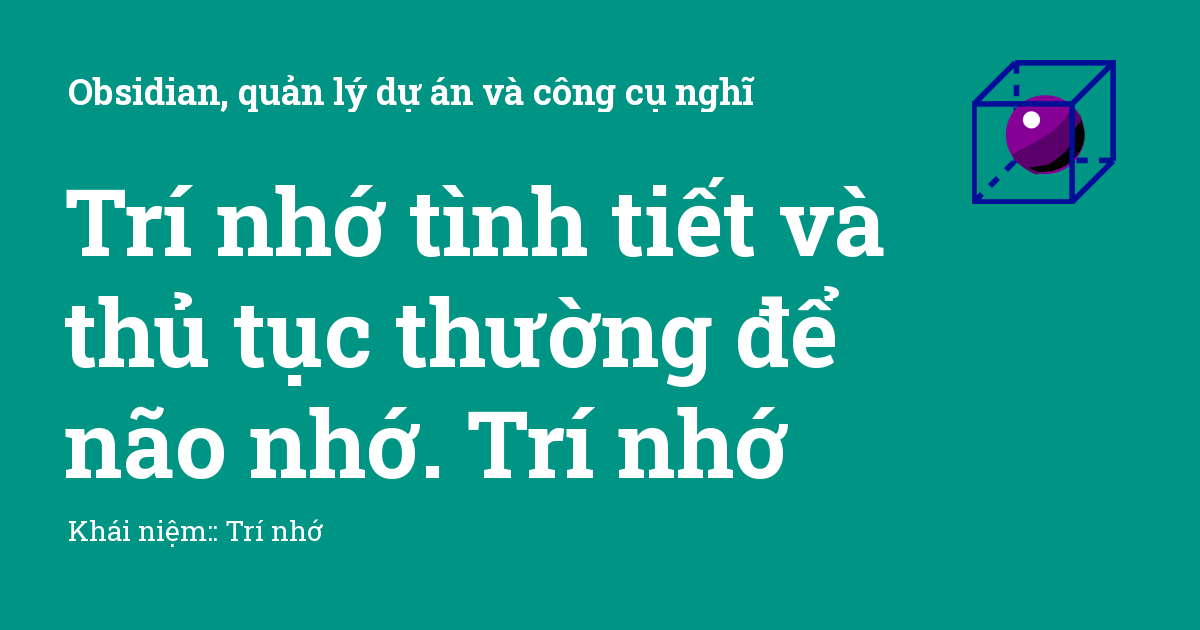 Obsidian, quản lý dự án và công cụ nghĩ
Trí nhớ tình tiết và
thủ tục thường để
não nhớ. Trí nhớ
Khái niệm:: Trí nhớ